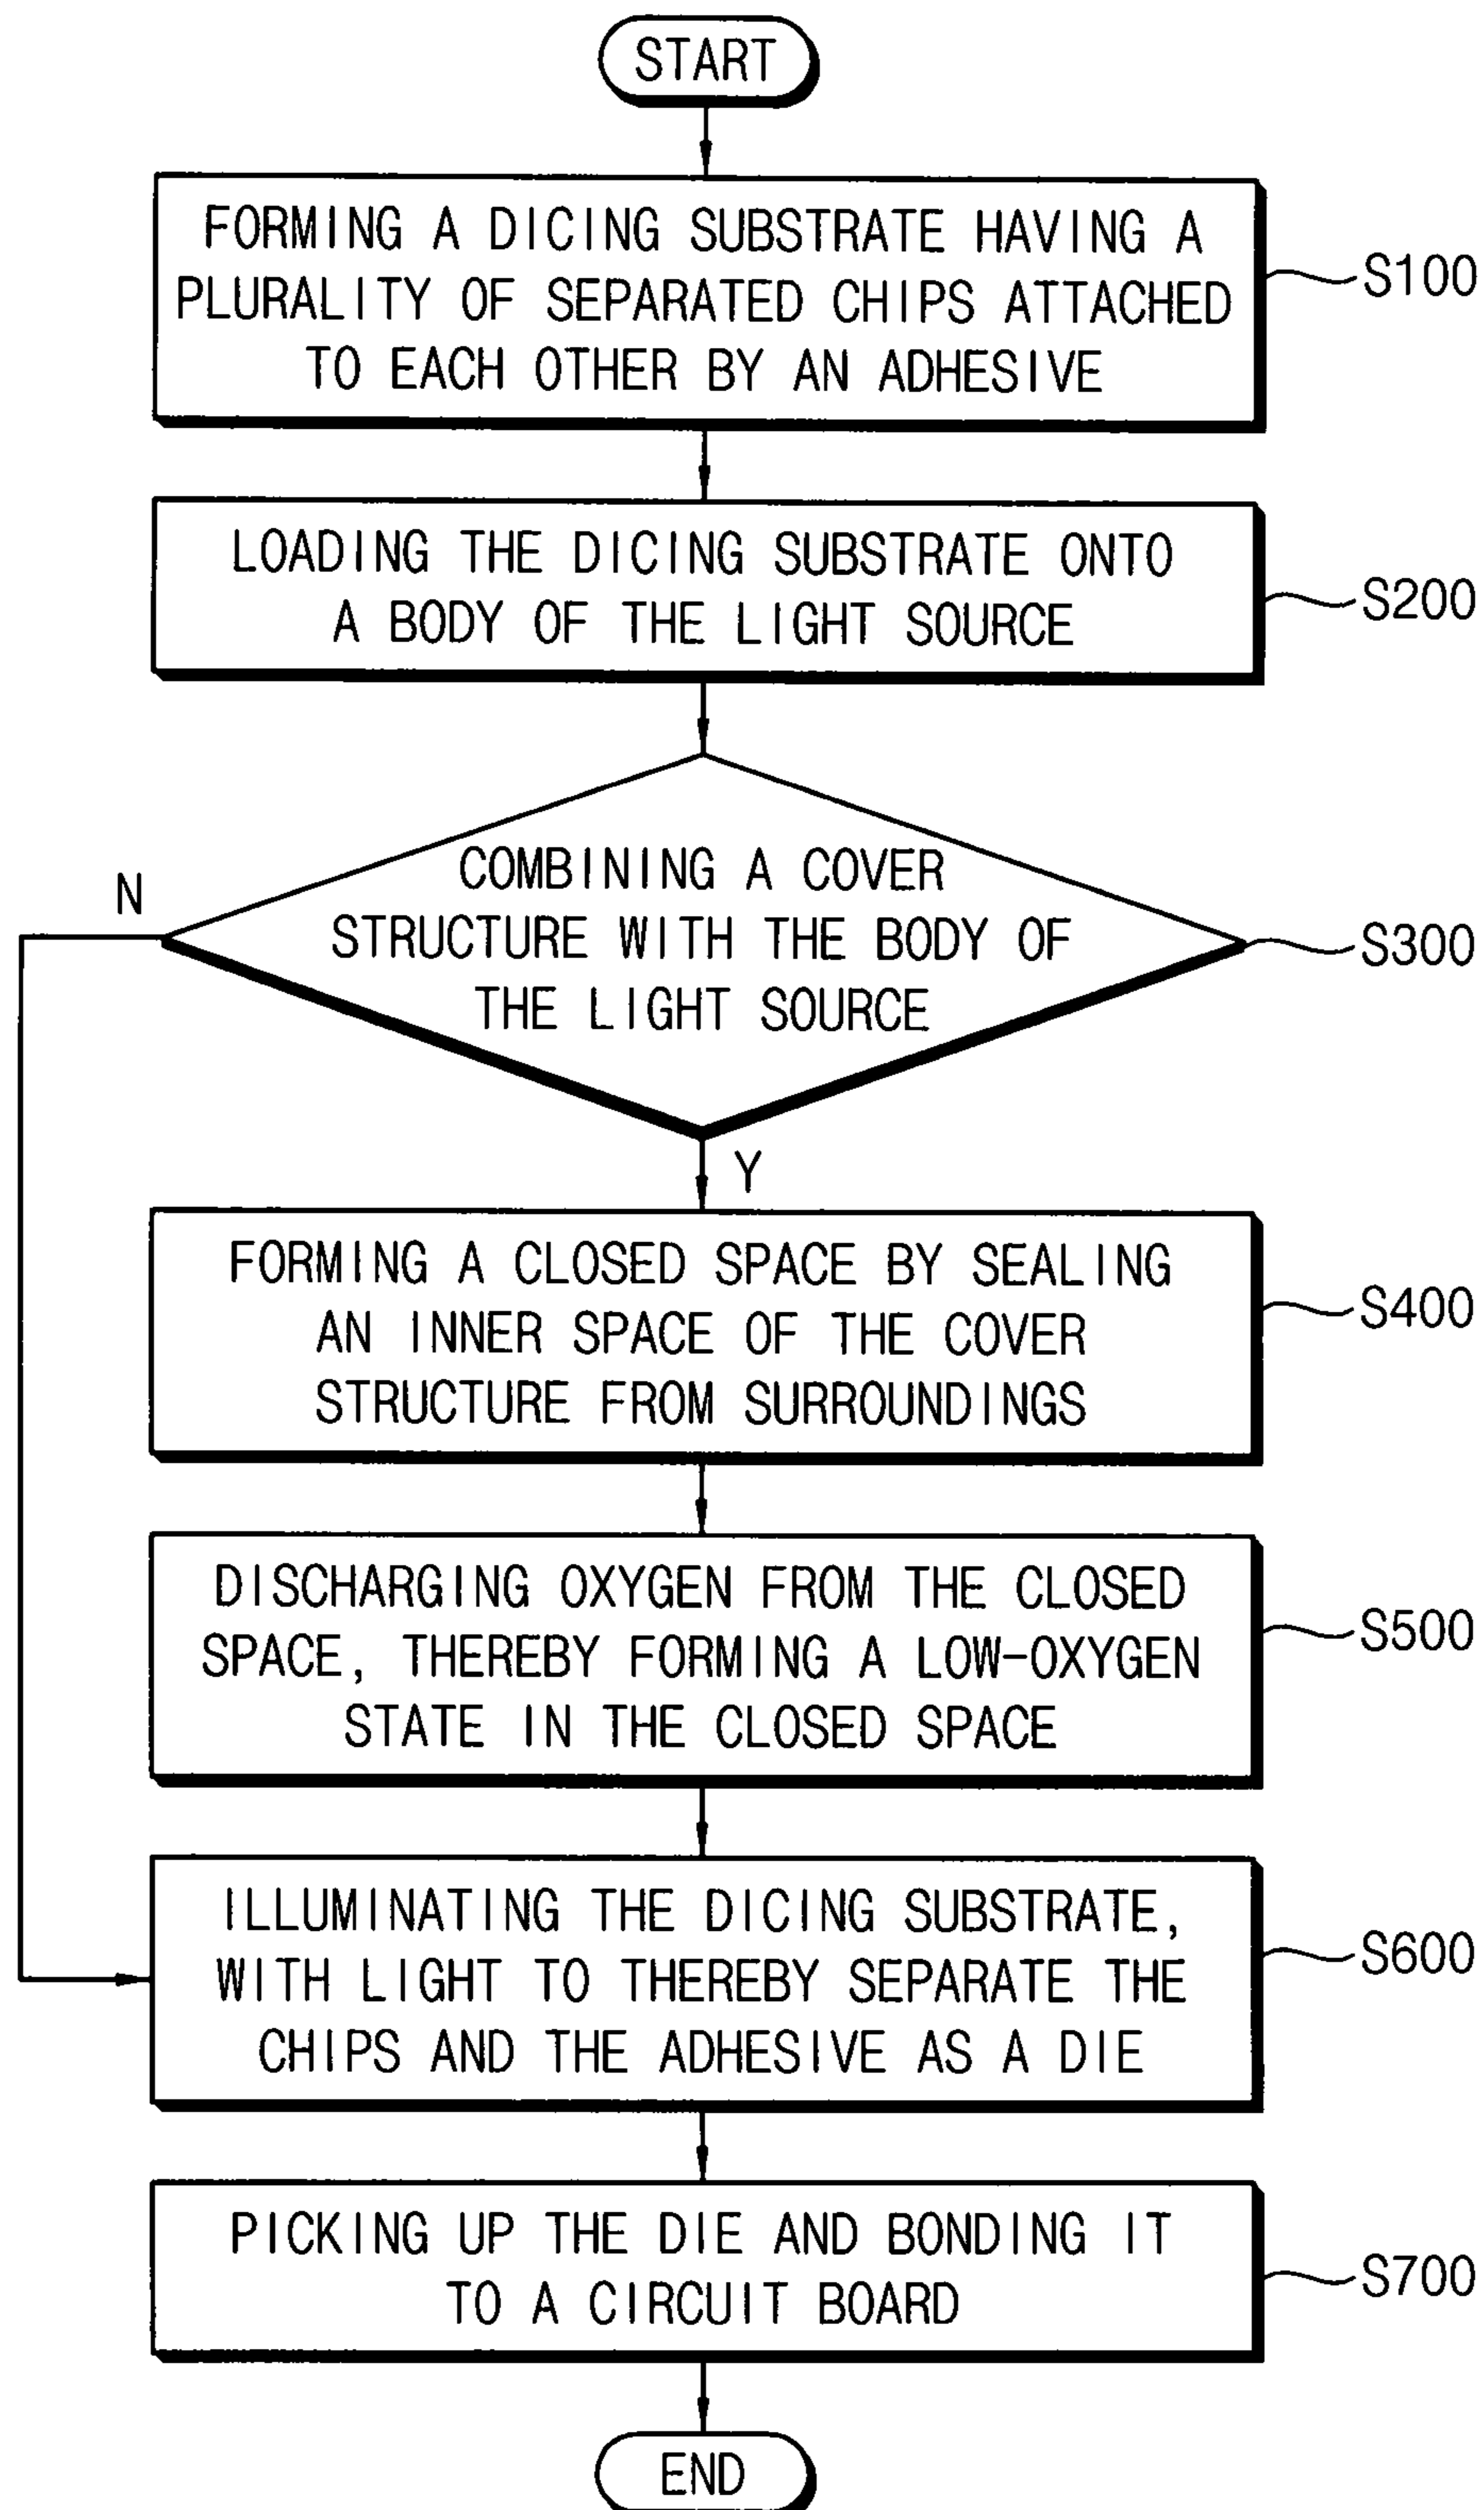 START
FORMING A DICING SUBSTRATE HAVING A
PLURALITY OF SEPARATED CHIPS ATTACHED
TO EACH OTHER BY AN ADHESIVE
S100
LOADING THE DICING SUBSTRATE ONTO
A BODY OF THE LIGHT SOURCE
S200
COMBINING A COVER
STRUCTURE WITH THE BODY OF
THE LIGHT SOURCE
N
S300
Y
FORMING A CLOSED SPACE BY SEALING
AN INNER SPACE OF THE COVER
STRUCTURE FROM SURROUNDINGS
S400
DISCHARGING OXYGEN FROM THE CLOSED
SPACE, THEREBY FORMING A LOW-OXYGEN
STATE IN THE CLOSED SPACE
S500
ILLUMINATING THE DICING SUBSTRATE,
WITH LIGHT TO THEREBY SEPARATE THE
CHIPS AND THE ADHESIVE AS A DIE
S600
PICKING UP THE DIE AND BONDING IT
TO A CIRCUIT BOARD
S700
END